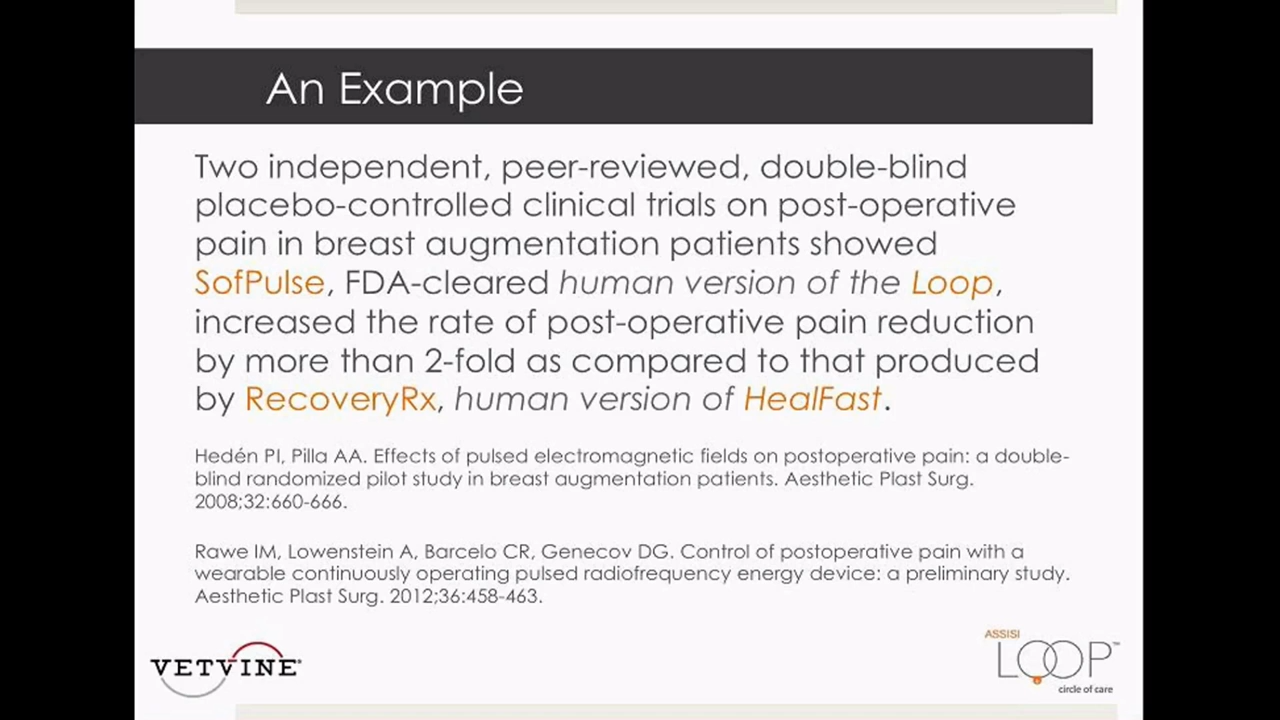 An Example
Two independent, peer-reviewed, double-blind
placebo-controlled clinical trials on post-operative
pain in breast augmentation patients showed
SofPulse, FDA-cleared human version of the Loop,
increased the rate of post-operative pain reduction
by more than 2-fold as compared to that produced
by RecoveryRx, human version of HealFast.
Hedén PI, Pilla AA. Effects of pulsed electromagnetic fields on postoperative pain: a double-
blind randomized pilot study in breast augmentation patients. Aesthetic Plast Surg.
2008;32:660-666.
Rawe IM, Lowenstein A, Barcelo CR, Genecov DG. Control of postoperative pain with a
wearable continuously operating pulsed radiofrequency energy device: a preliminary study.
Aesthetic Plast Surg. 2012;36:458-463.
VETVINE®
ASSISI
LOOP™
circle of care